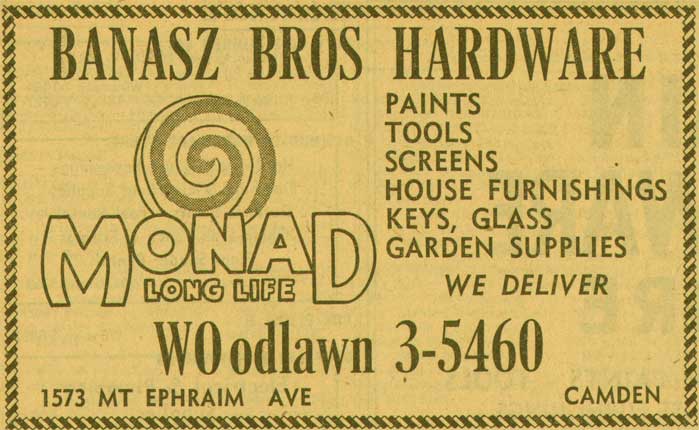 BANASZ BROS HARDWARE
MONAD
LONG LIFE
PAINTS
TOOLS
SCREENS
HOUSE FURNISHINGS
KEYS, GLASS
GARDEN SUPPLIES
WE DELIVER
WOodlawn 3-5460
1573 MT EPHRAIM AVE CAMDEN